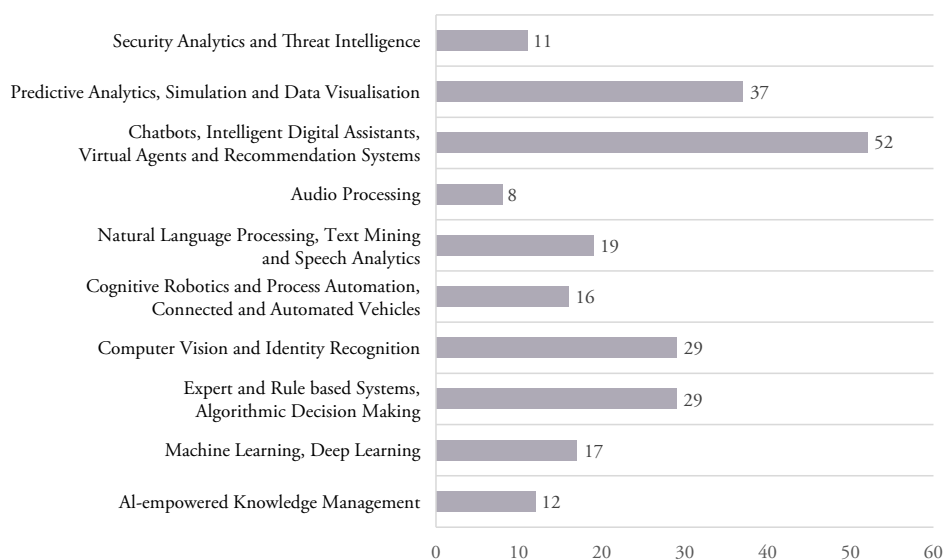 Security Analytics and Threat Intelligence
11
Predictive Analytics, Simulation and Data Visualisation
37
Chatbots, Intelligent Digital Assistants,
Virtual Agents and Recommendation Systems
52
Audio Processing
8
Natural Language Processing, Text Mining
and Speech Analytics
19
Cognitive Robotics and Process Automation,
Connected and Automated Vehicles
16
Computer Vision and Identity Recognition
29
Expert and Rule based Systems,
Algorithmic Decision Making
29
Machine Learning, Deep Learning
17
Al-empowered Knowledge Management
12
0 10 20 30 40 50 60